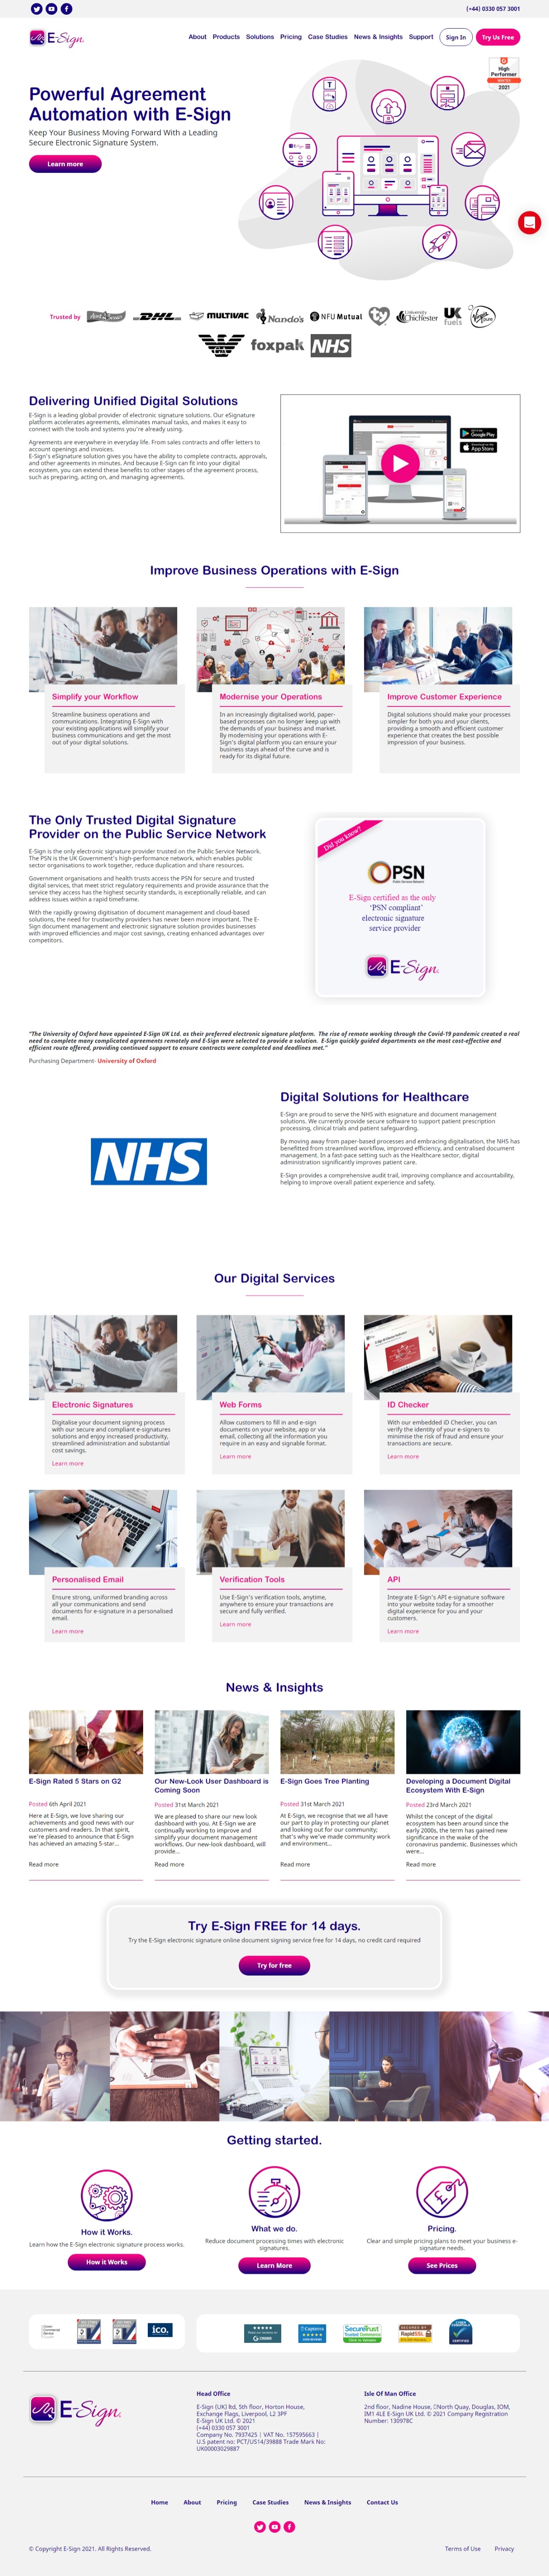 (+44) 0330 057 3001
E-Sign.
About Products Solutions Pricing Case Studies News & Insights Support Sign In Try Us Free
High
Performer
2021
Powerful Agreement
Automation with E-Sign
Keep Your Business Moving Forward With a Leading
Secure Electronic Signature System.
Learn more
Trusted by
DHL MULTIVAC Nando's NFU Mutual ty University Chichester UK fuels
foxpak NHS
Delivering Unified Digital Solutions
E-Sign is a leading global provider of electronic signature solutions. Our eSignature
platform accelerates agreements, eliminates manual tasks, and makes it easy to
connect with the tools and systems you're already using.
Agreements are everywhere in everyday life. From sales contracts and offer letters to
account openings and invoices.
E-Sign's eSignature solution gives you have the ability to complete contracts, approvals,
and other agreements in minutes. And because E-Sign can fit into your digital
ecosystem, you can extend these benefits to other stages of the agreement process,
such as preparing, acting on, and managing agreements.
Google Play
App Store
Improve Business Operations with E-Sign
Simplify your Workflow
Streamline business operations and
communications. Integrating E-Sign with
your existing applications will simplify your
business communications and get the most
out of your digital solutions.
Modernise your Operations
In an increasingly digitalised world, paper-
based processes can no longer keep up with
the demands of your business and market.
By modernising your operations with E-
Sign's digital platform you can ensure your
business stays ahead of the curve and is
ready for its digital future.
Improve Customer Experience
Digital solutions should make your processes
simpler for both you and your clients,
providing a smooth and efficient customer
experience that creates the best possible
impression of your business.
The Only Trusted Digital Signature
Provider on the Public Service Network
E-Sign is the only electronic signature provider trusted on the Public Service Network.
The PSN is the UK Government's high-performance network, which enables public
sector organisations to work together, reduce duplication and share resources.
Government organisations and health trusts access the PSN for secure and trusted
digital services, that meet strict regulatory requirements and provide assurance that the
service they access has the highest security standards, is exceptionally reliable, and can
address issues within a rapid timeframe.
With the rapidly growing digitisation of document management and cloud-based
solutions, the need for trustworthy providers has never been more important. The E-
Sign document management and electronic signature solution provides businesses
with improved efficiencies and major cost savings, creating enhanced advantages over
competitors.
Did you know?
PSN
E-Sign certified as the only
'PSN compliant'
electronic signature
service provider
E-Sign.
"The University of Oxford have appointed E-Sign UK Ltd. as their preferred electronic signature platform. The rise of remote working through the Covid-19 pandemic created a real
need to complete many complicated agreements remotely and E-Sign were selected to provide a solution. E-Sign quickly guided departments on the most cost-effective and
efficient route offered, providing continued support to ensure contracts were completed and deadlines met."
Purchasing Department- University of Oxford
NHS
Digital Solutions for Healthcare
E-Sign are proud to serve the NHS with esignature and document management
solutions. We currently provide secure software to support patient prescription
processing, clinical trials and patient safeguarding.
By moving away from paper-based processes and embracing digitalisation, the NHS has
benefitted from streamlined workflow, improved efficiency, and centralised document
management. In a fast-pace setting such as the Healthcare sector, digital
administration significantly improves patient care.
E-Sign provides a comprehensive audit trail, improving compliance and accountability,
helping to improve overall patient experience and safety.
Our Digital Services
Electronic Signatures
Digitalise your document signing process
with our secure and compliant e-signatures
solutions and enjoy increased productivity,
streamlined administration and substantial
cost savings.
Learn more
Web Forms
Allow customers to fill in and e-sign
documents on your website, app or via
email, collecting all the information you
require in an easy and signable format.
Learn more
ID Checker
With our embedded ID Checker, you can
verify the identity of your e-signers to
minimise the risk of fraud and ensure your
transactions are secure.
Learn more
Personalised Email
Ensure strong, uniformed branding across
all your communications and send
documents for e-signature in a personalised
email.
Learn more
Verification Tools
Use E-Sign's verification tools, anytime,
anywhere to ensure your transactions are
secure and fully verified.
Learn more
API
Integrate E-Sign's API e-signature software
into your website today for a smoother
digital experience for you and your
customers.
Learn more
News & Insights
E-Sign Rated 5 Stars on G2
Posted 6th April 2021
Here at E-Sign, we love sharing our
achievements and good news with our
customers and readers. In that spirit,
we're pleased to announce that E-Sign
has achieved an amazing 5-star...
Read more
Our New-Look User Dashboard is
Coming Soon
Posted 31st March 2021
We are pleased to share our new look
dashboard with you. At E-Sign we are
continually working to improve and
simplify your document management
workflows. Our new-look dashboard, will
provide...
Read more
E-Sign Goes Tree Planting
Posted 31st March 2021
At E-Sign, we recognise that we all have
our part to play in protecting our planet
and looking out for our community;
that's why we've made community work
and environment...
Read more
Developing a Document Digital
Ecosystem With E-Sign
Posted 23rd March 2021
Whilst the concept of the digital
ecosystem has been around since the
early 2000s, the term has gained new
significance in the wake of the
coronavirus pandemic. Businesses which
were...
Read more
Try E-Sign FREE for 14 days.
Try the E-Sign electronic signature online document signing service free for 14 days, no credit card required
Try for free
Getting started.
How it Works.
Learn how the E-Sign electronic signature process works.
How it Works
What we do.
Reduce document processing times with electronic
signatures.
Learn More
Pricing.
Clear and simple pricing plans to meet your business e-
signature needs.
See Prices
ico.
Capterra
SecureTrust
RapidSSL
CERTIFIED
E-Sign.
Head Office
E-Sign (UK) ltd, 5th floor, Horton House,
Exchange Flags, Liverpool, L2 3PF
E-Sign UK Ltd. © 2021
(+44) 0330 057 3001
Company No. 7937425 | VAT No. 157595663 |
U.S patent no: PCT/US14/39888 Trade Mark No:
UK00003029887
Isle Of Man Office
2nd floor, Nadine House, North Quay, Douglas, IOM,
IM1 4LE E-Sign UK Ltd. © 2021 Company Registration
Number: 130978C
Home About Pricing Case Studies News & Insights Contact Us
© Copyright E-Sign 2021. All Rights Reserved.
Terms of Use Privacy